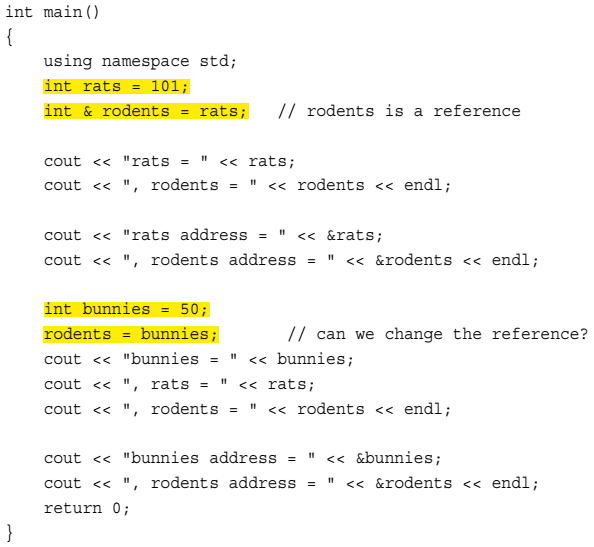 int main()
{
    using namespace std;
    int rats = 101;
    int & rodents = rats;   // rodents is a reference

    cout << "rats = " << rats;
    cout << ", rodents = " << rodents << endl;

    cout << "rats address = " << &rats;
    cout << ", rodents address = " << &rodents << endl;

    int bunnies = 50;
    rodents = bunnies;       // can we change the reference?
    cout << "bunnies = " << bunnies;
    cout << ", rats = " << rats;
    cout << ", rodents = " << rodents << endl;

    cout << "bunnies address = " << &bunnies;
    cout << ", rodents address = " << &rodents << endl;
    return 0;
}